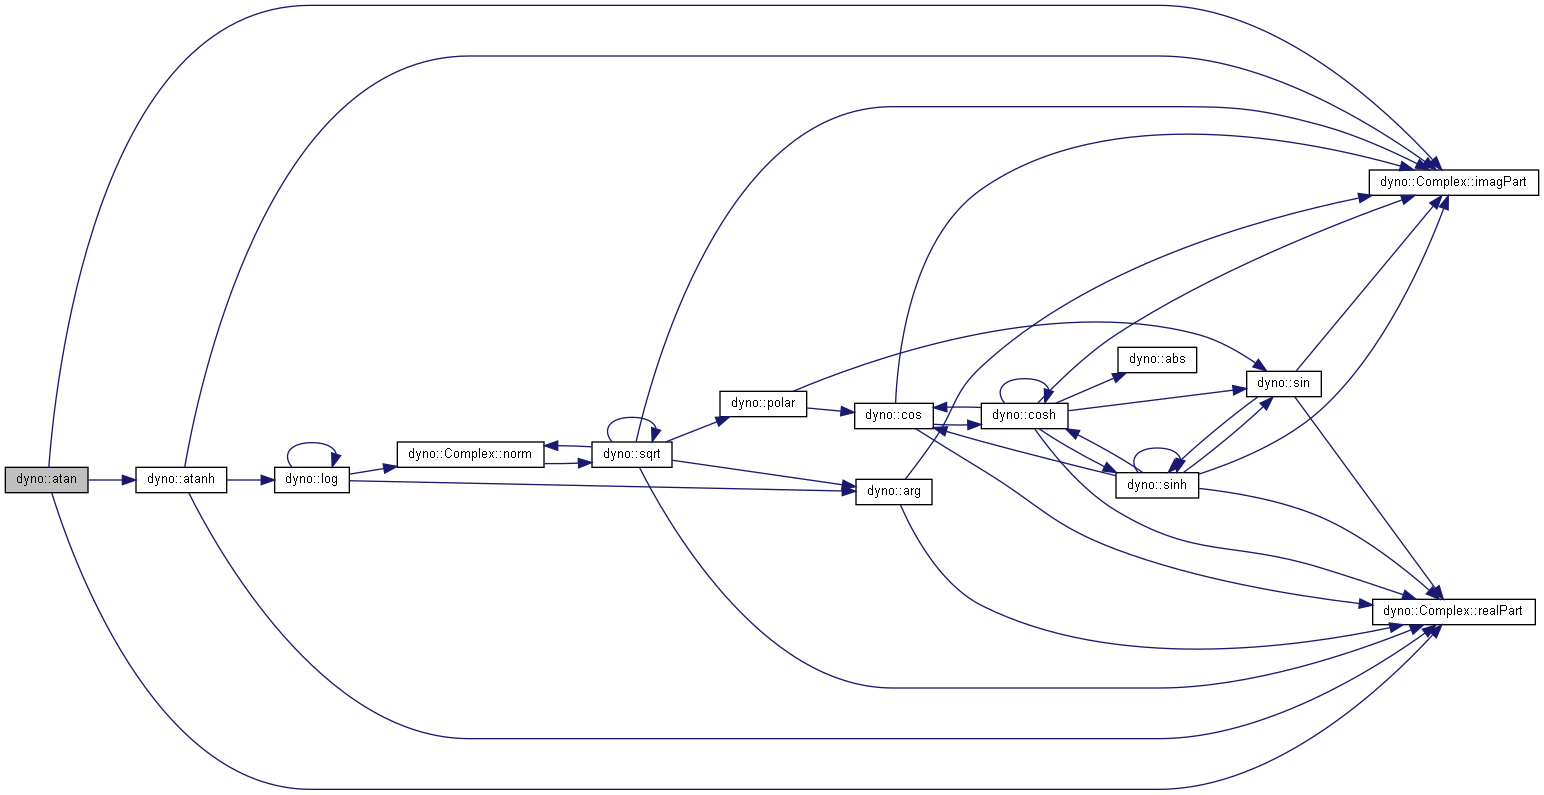 dyno::atan
dyno::atanh
dyno::log
dyno::Complex::norm
dyno::sqrt
dyno::polar
dyno::arg
dyno::cos
dyno::cosh
dyno::abs
dyno::sinh
dyno::sin
dyno::Complex::imagPart
dyno::Complex::realPart